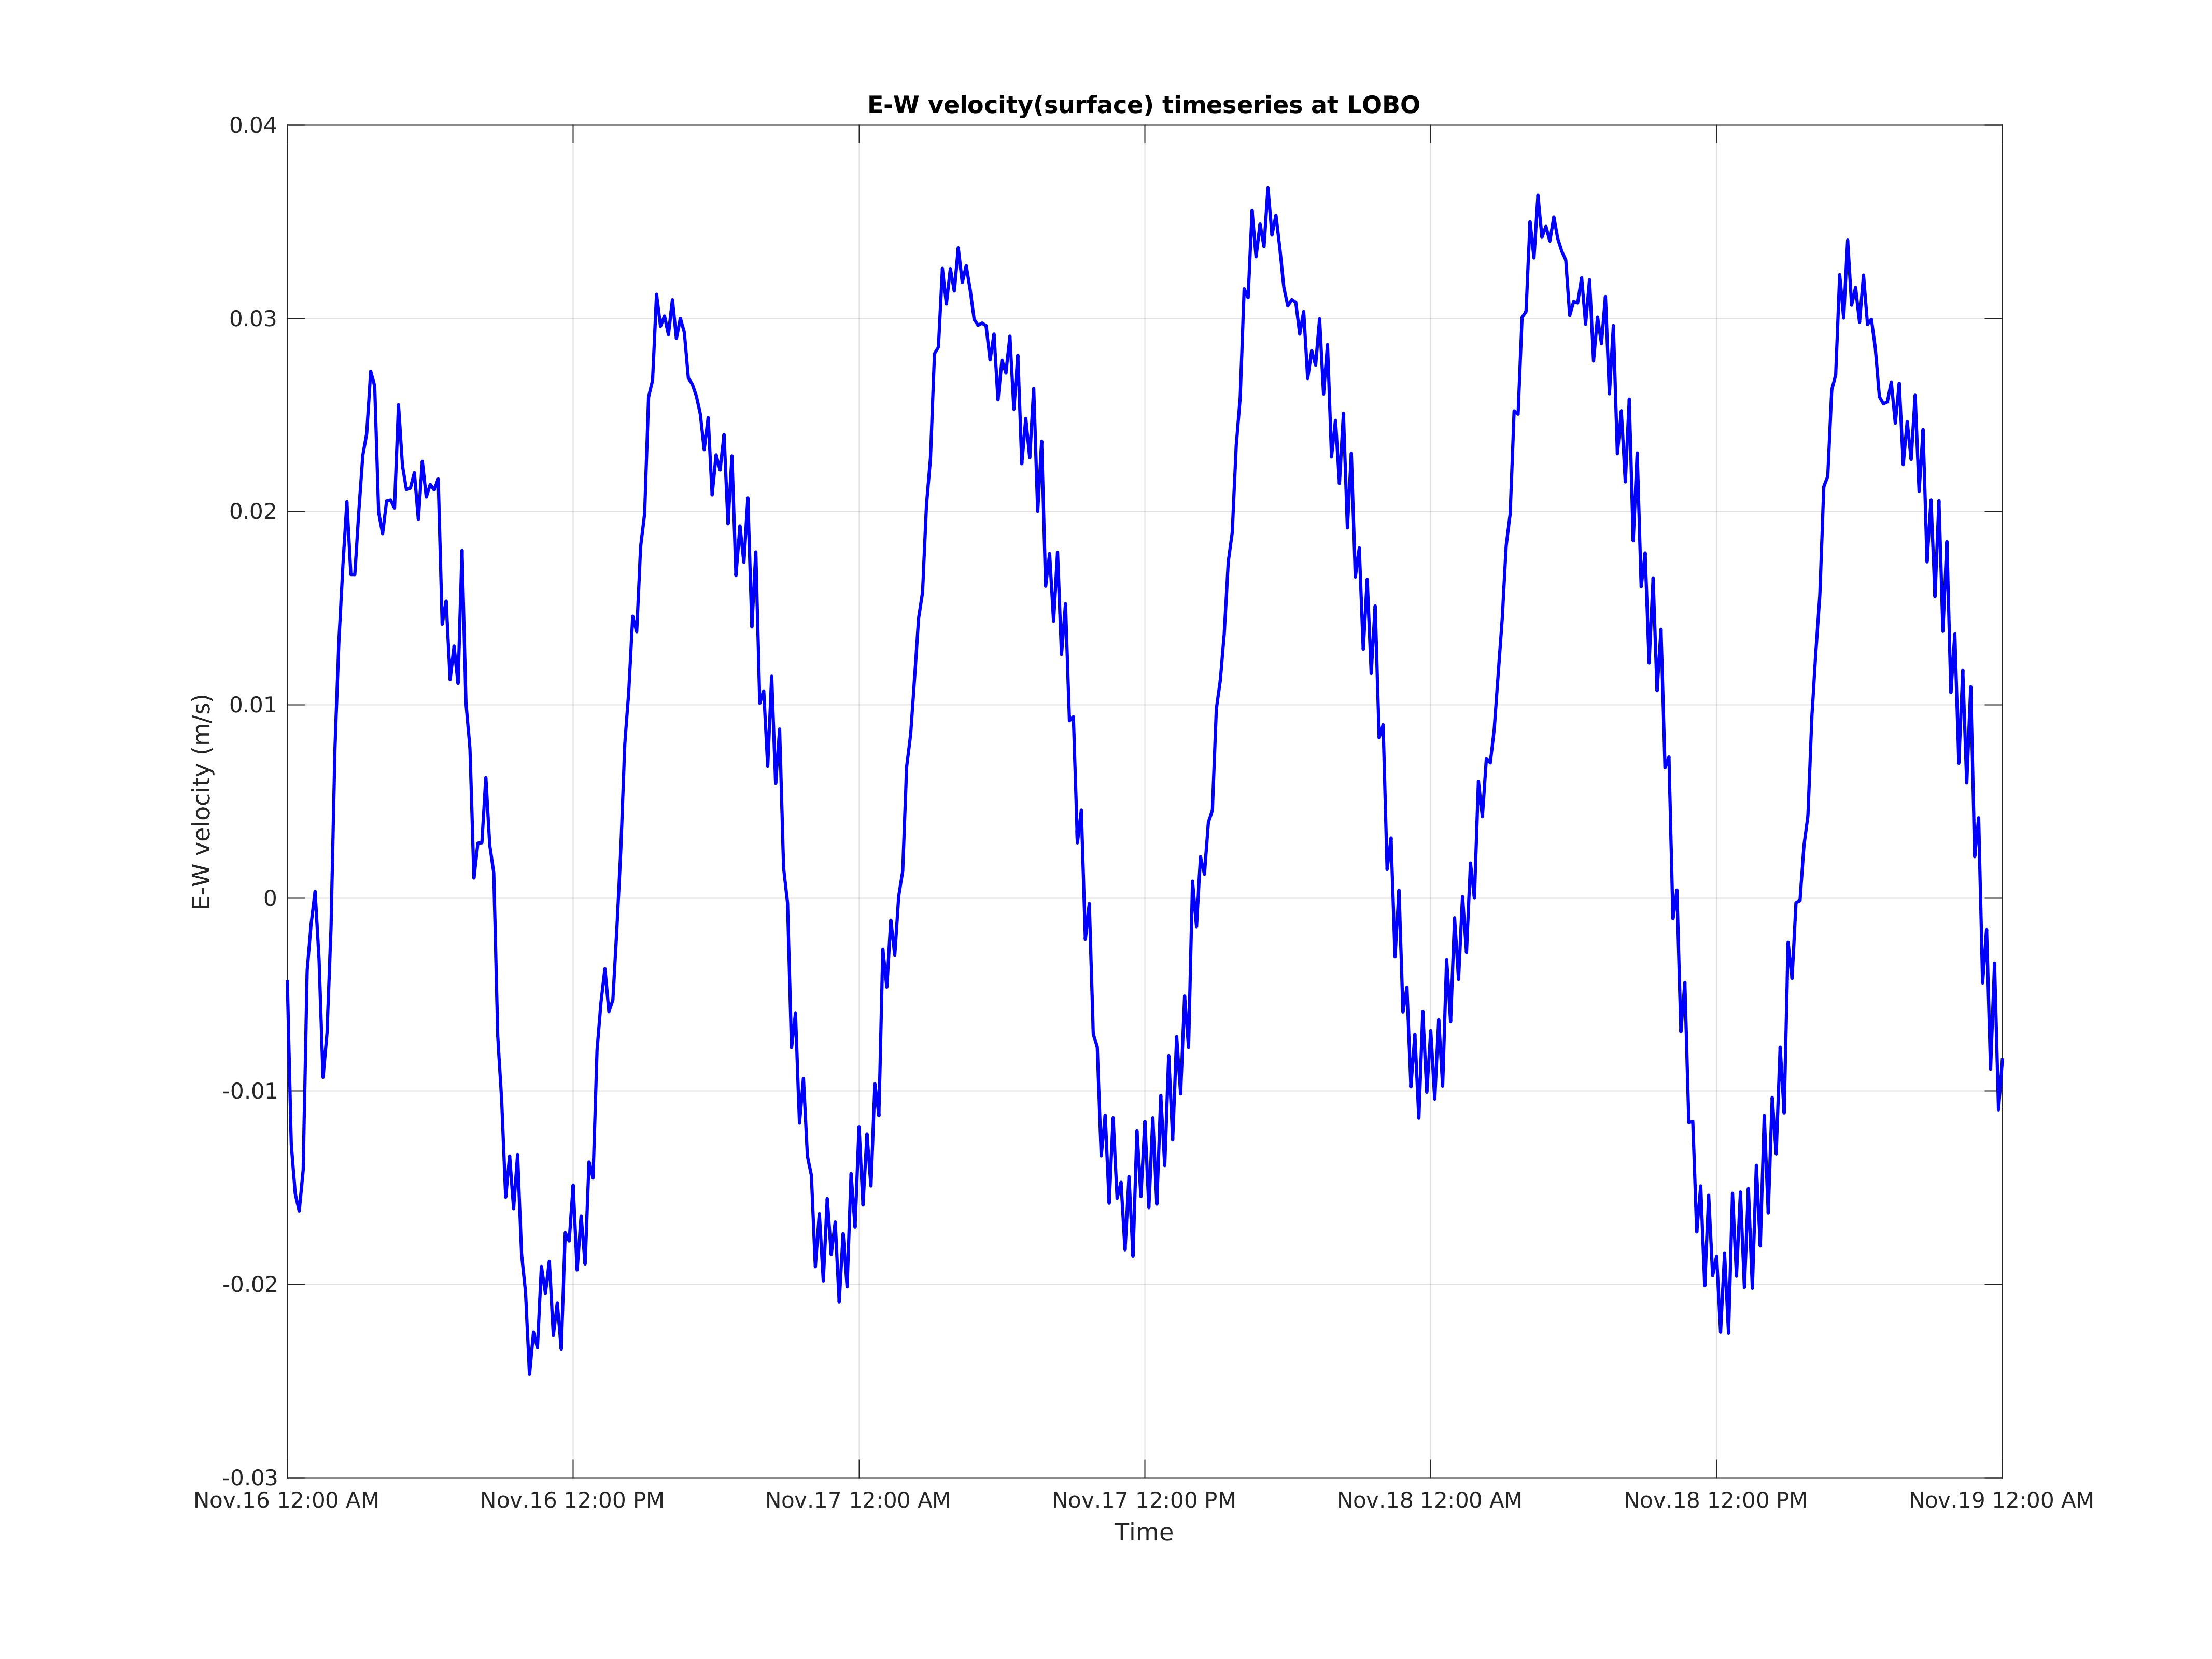 E-W velocity(surface) timeseries at LOBO
0.04
0.03
0.02
0.01
0
-0.01
-0.02
-0.03
E-W velocity (m/s)
Nov.16 12:00 AM
Nov.16 12:00 PM
Nov.17 12:00 AM
Nov.17 12:00 PM
Nov.18 12:00 AM
Nov.18 12:00 PM
Nov.19 12:00 AM
Time